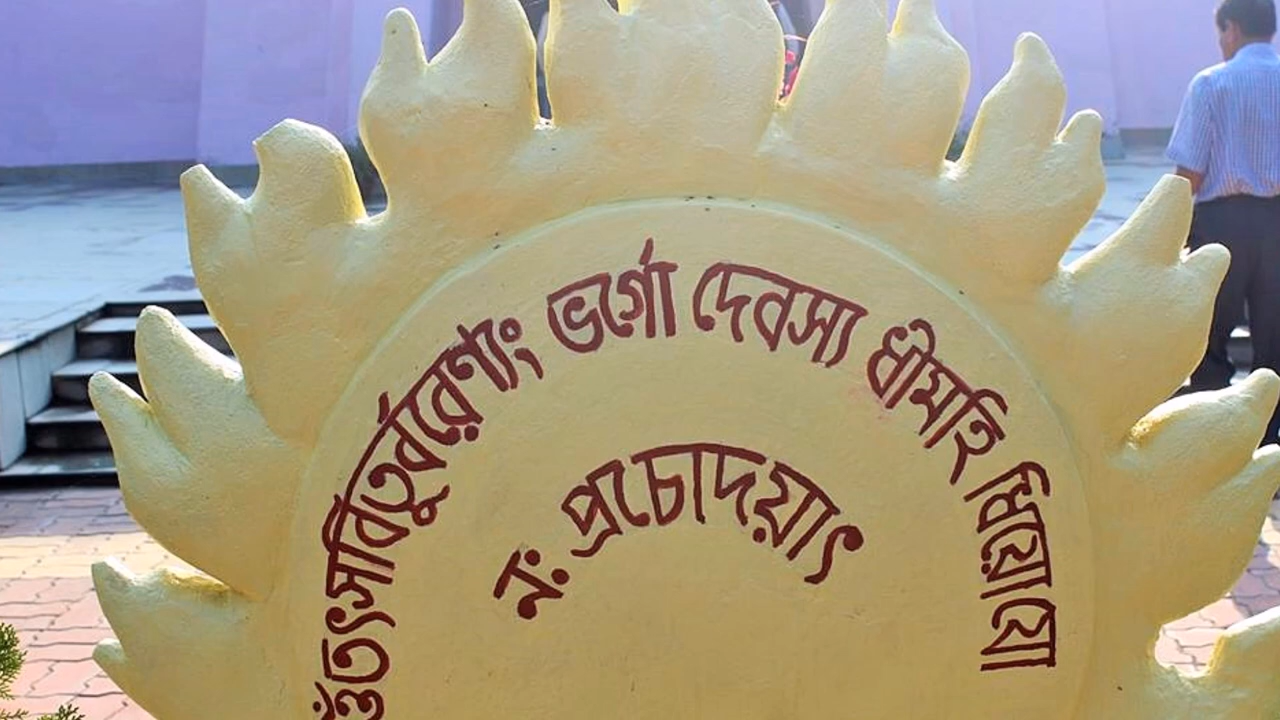 তৎসবিতুর্বরেণ্যং ভর্গো দেবস্য ধীমহি ধিয়োয়ো
নঃ প্রচোদয়াৎ